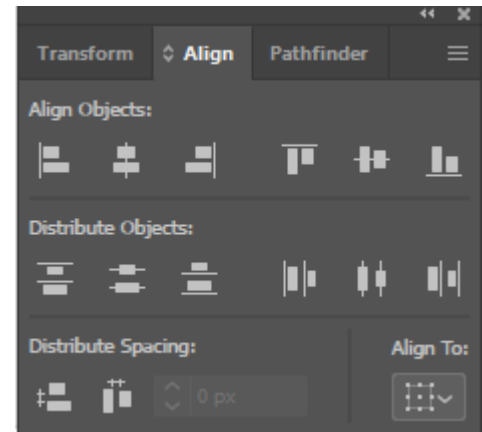 Transform Align Pathfinder
Align Objects:
Distribute Objects:
Distribute Spacing: Align To:
0 px